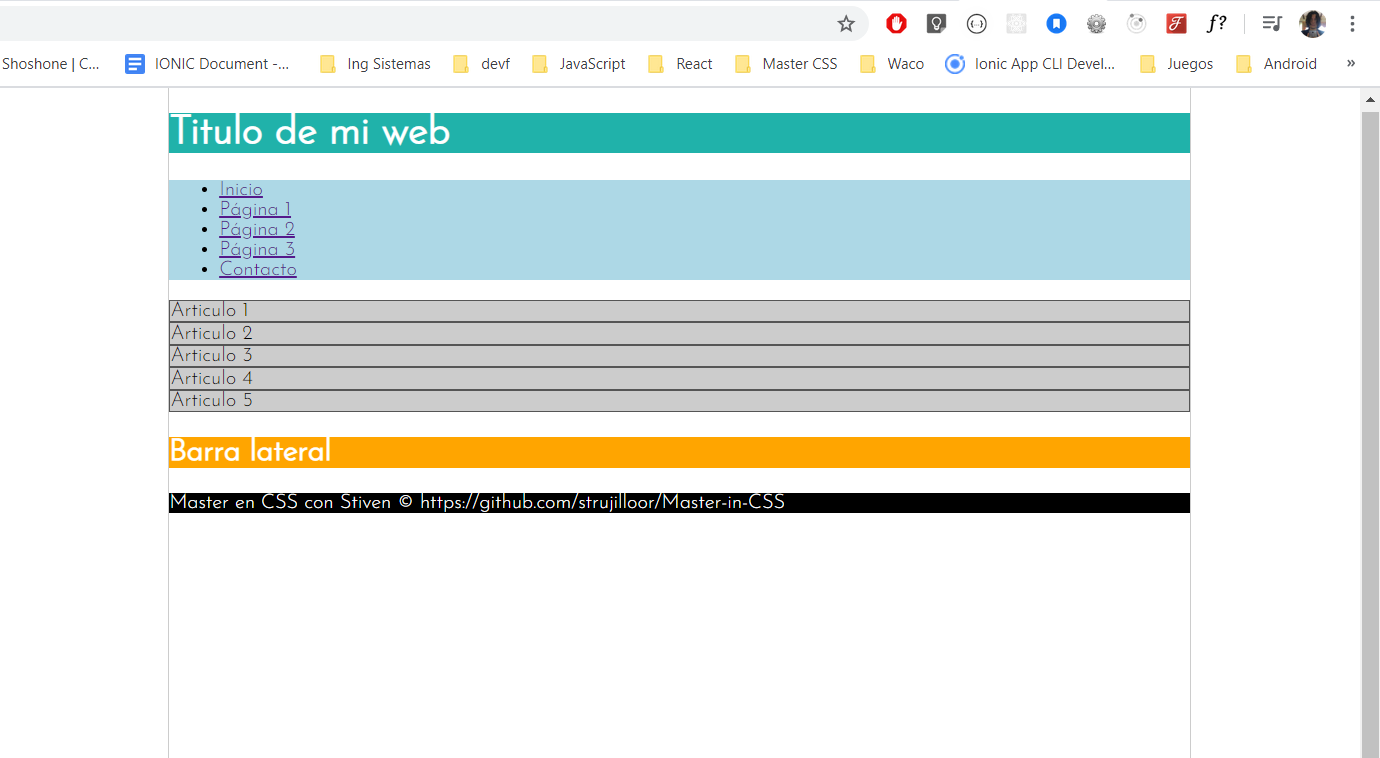 f?
Shoshone | C... IONIC Document -... Ing Sistemas devf JavaScript React Master CSS Waco Ionic App CLI Devel... Juegos Android »
Titulo de mi web
Inicio
Página 1
Página 2
Página 3
Contacto
Articulo 1
Articulo 2
Articulo 3
Articulo 4
Articulo 5
Barra lateral
Master en CSS con Stiven © https://github.com/strujilloor/Master-in-CSS